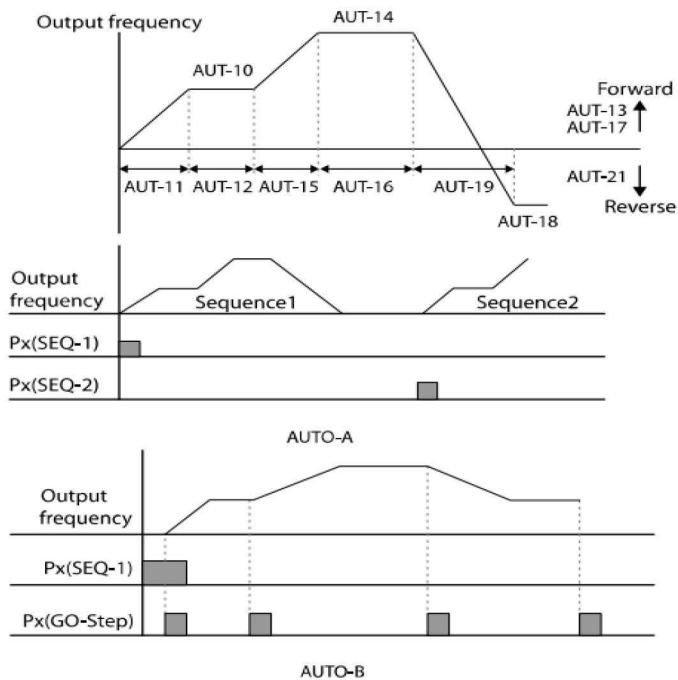 Output frequency
AUT-14
AUT-10
Forward
AUT-13
AUT-17
AUT-11
AUT-12
AUT-15
AUT-16
AUT-19
AUT-21
Reverse
AUT-18
Output
frequency
Sequence1
Sequence2
Px(SEQ-1)
Px(SEQ-2)
AUTO-A
Output
frequency
Px(SEQ-1)
Px(GO-Step)
AUTO-B